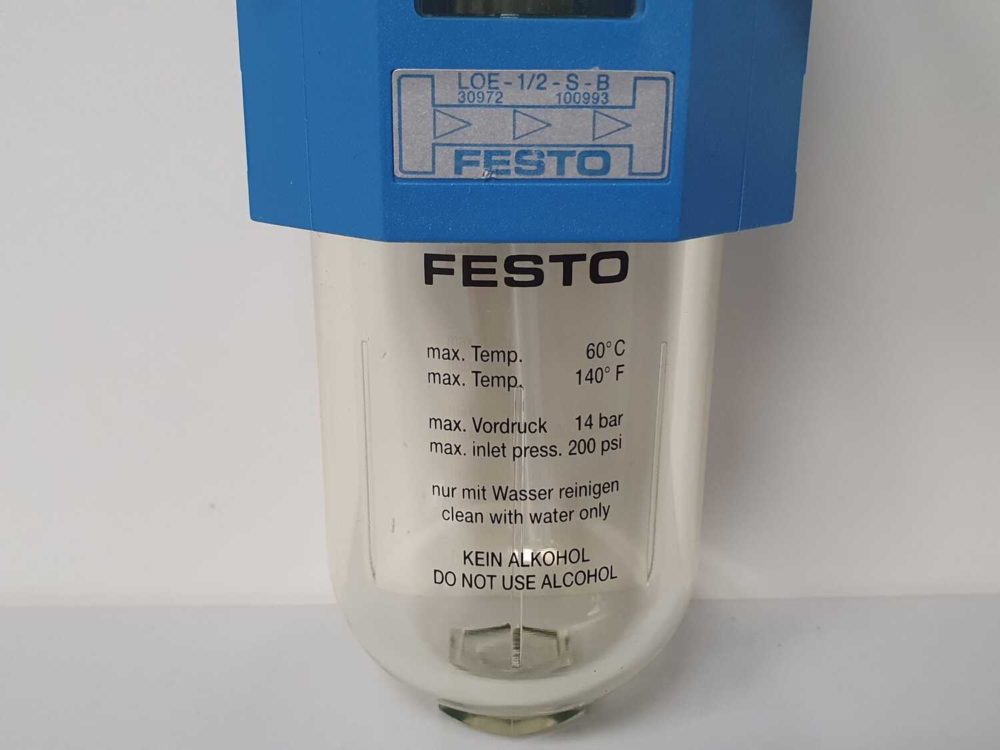 LOE-1/2-S-B
30972 100993
FESTO
FESTO
max. Temp. 60°C
max. Temp. 140°F
max. Vordruck 14 bar
max. inlet press. 200 psi
nur mit Wasser reinigen
clean with water only
KEIN ALKOHOL
DO NOT USE ALCOHOL